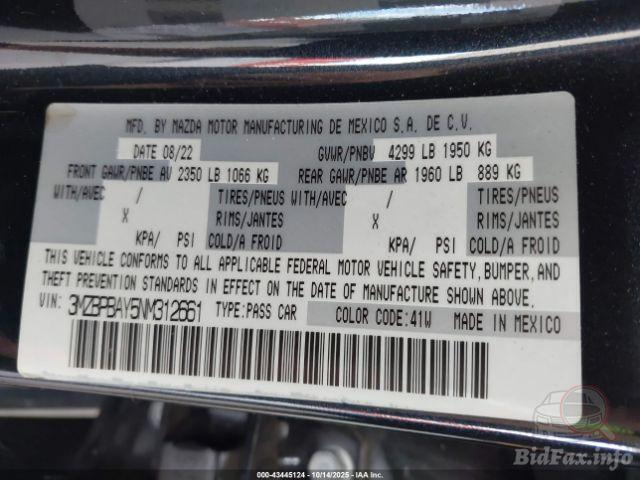 MFD. BY MAZDA MOTOR MANUFACTURING DE MEXICO S.A. DE C.V.
DATE 08/22 GVWR/PNBV 4299 LB 1950 KG
FRONT GAWR/PNBE AV 2350 LB 1066 KG REAR GAWR/PNBE AR 1960 LB 889 KG
WITH/AVEC / TIRES/PNEUS WITH/AVEC / TIRES/PNEUS
X RIMS/JANTES X RIMS/JANTES
KPA/ PSI COLD/A FROID KPA/ PSI COLD/A FROID
THIS VEHICLE CONFORMS TO ALL APPLICABLE FEDERAL MOTOR VEHICLE SAFETY, BUMPER, AND
THEFT PREVENTION STANDARDS IN EFFECT ON THE DATE OF MANUFACTURE SHOWN ABOVE.
VIN: 3MZBPBAY5NM312661 TYPE:PASS CAR COLOR CODE:41W MADE IN MEXICO
BidFax.info
000-43445124 | 10/14/2025 - © IAA, Inc.